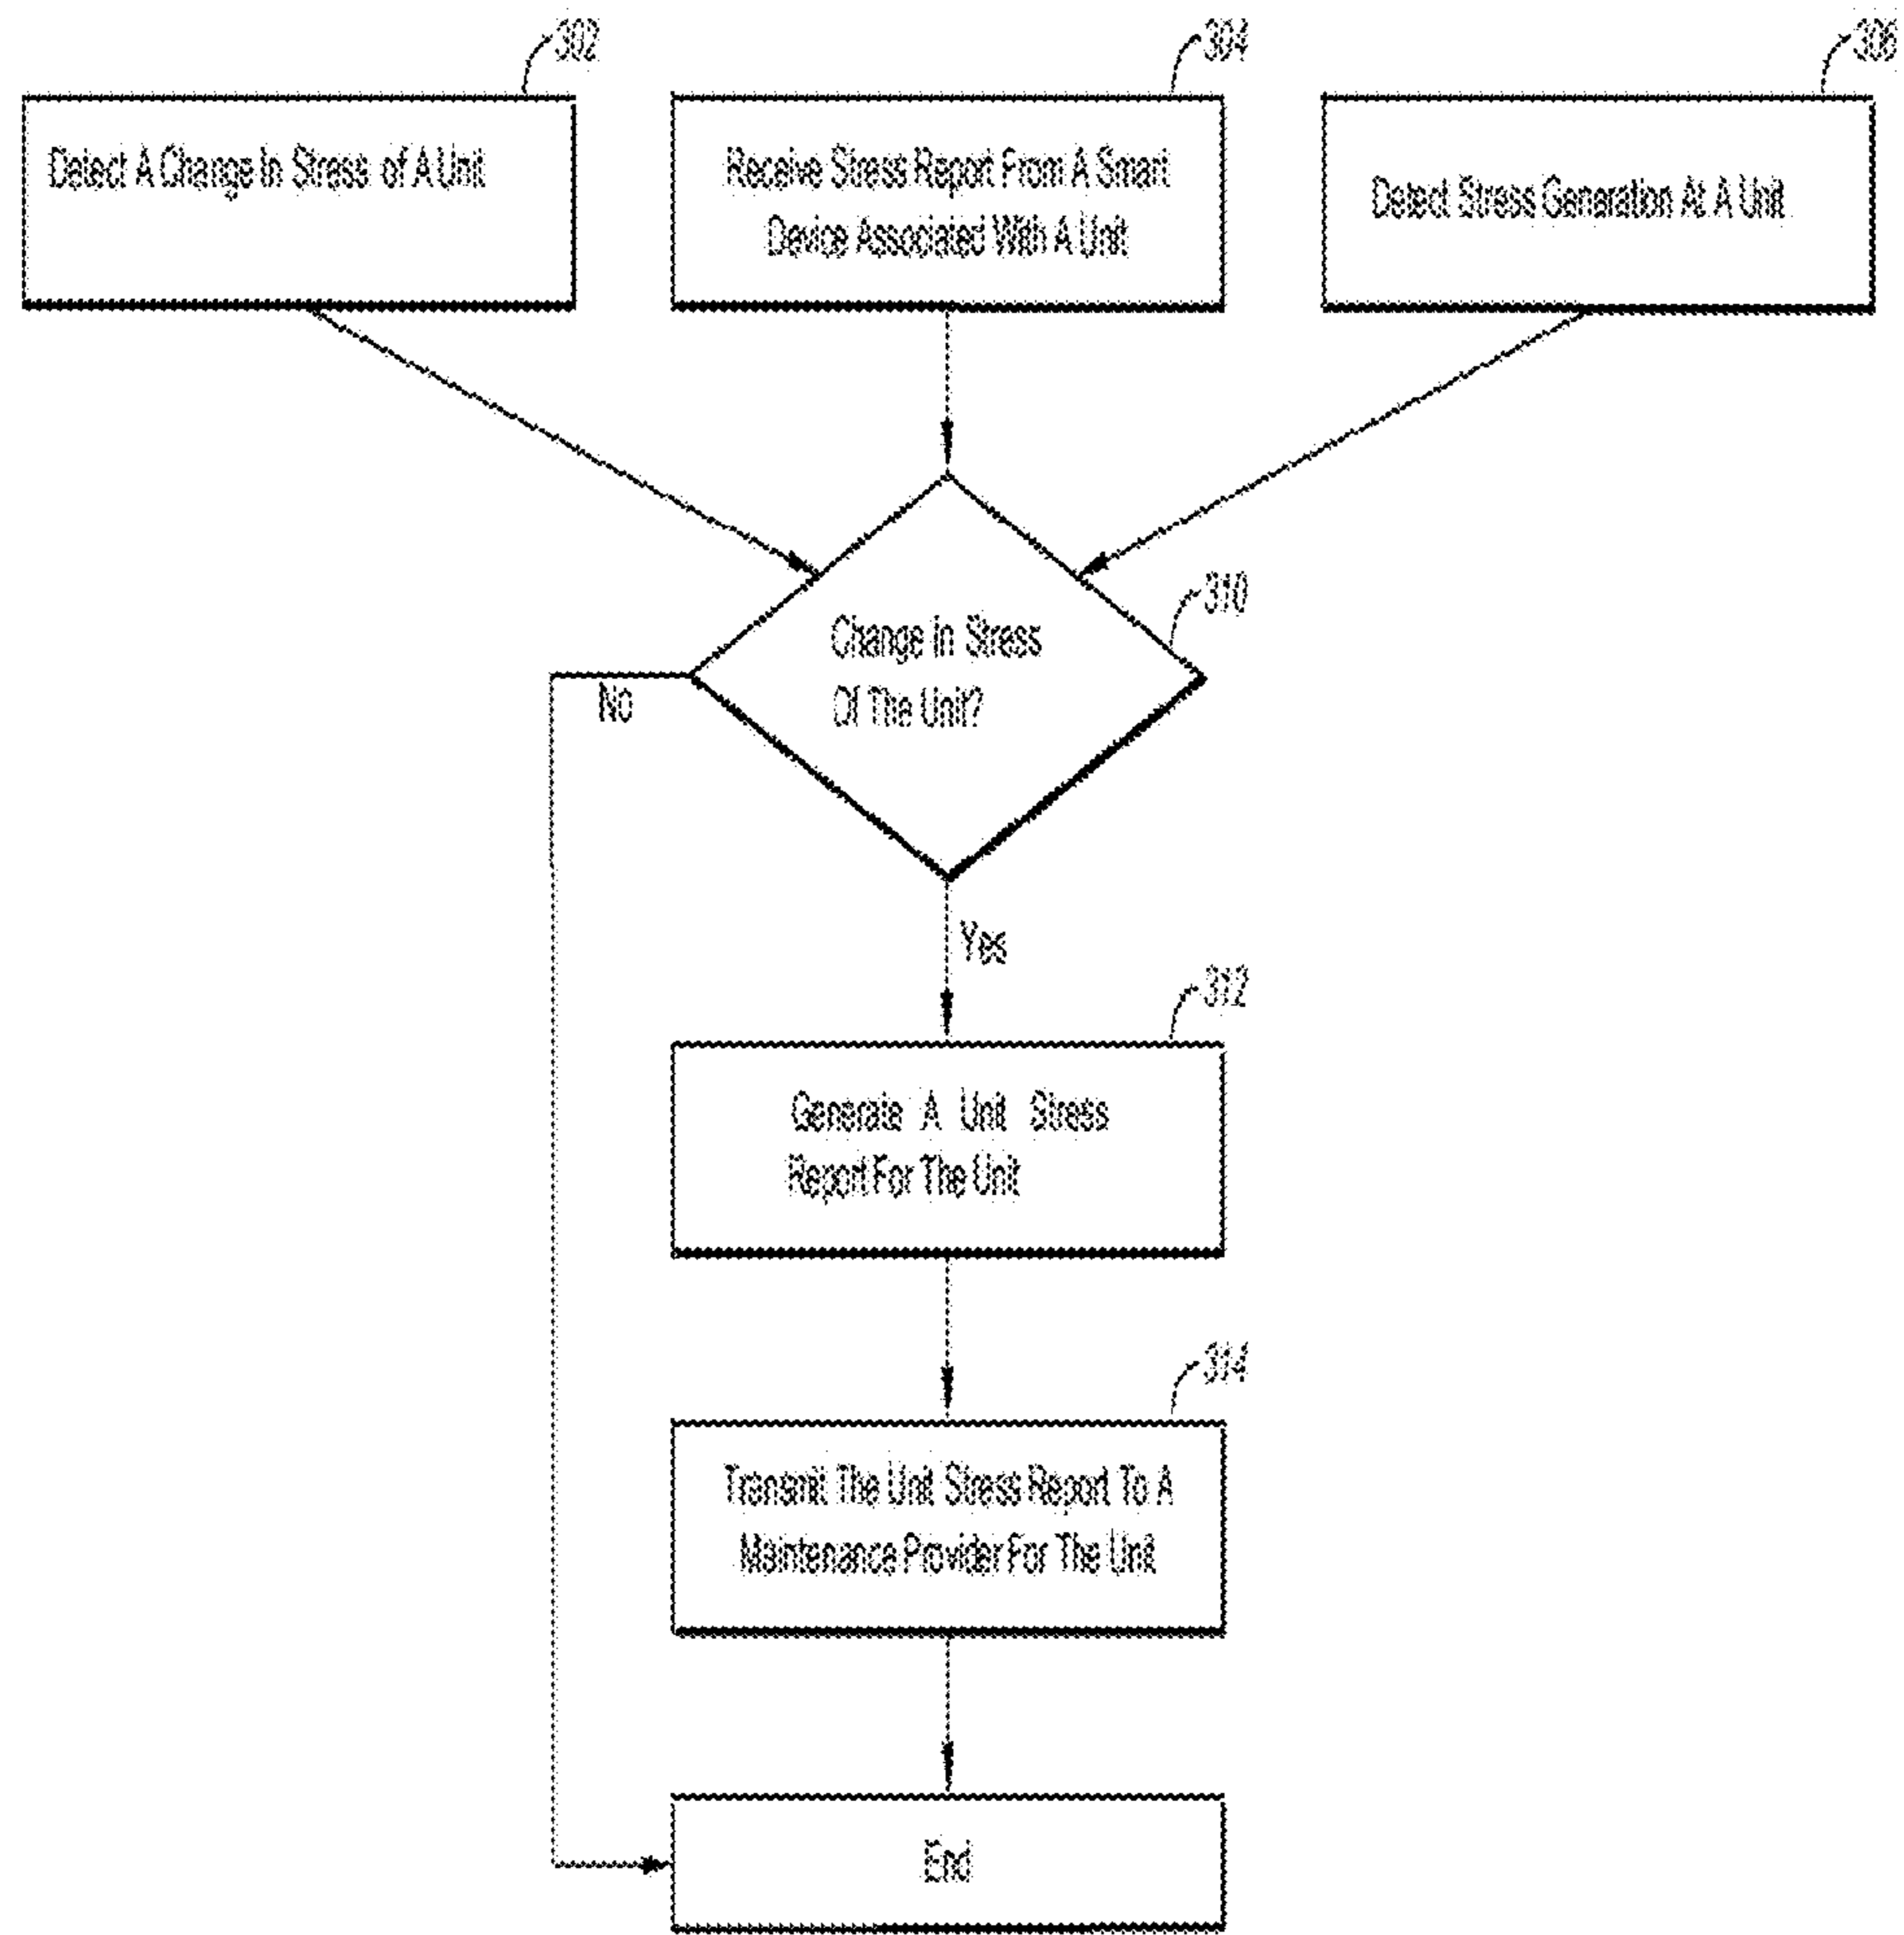 302
304
306
Detect A Change In Stress of A Unit
Receive Stress Report From A Smart
Device Associated With A Unit
Detect Stress Generation At A Unit
310
Change In Stress
Of The Unit?
No
Yes
312
Generate A Unit Stress
Report For The Unit
314
Transmit The Unit Stress Report To A
Maintenance Provider For The Unit
End